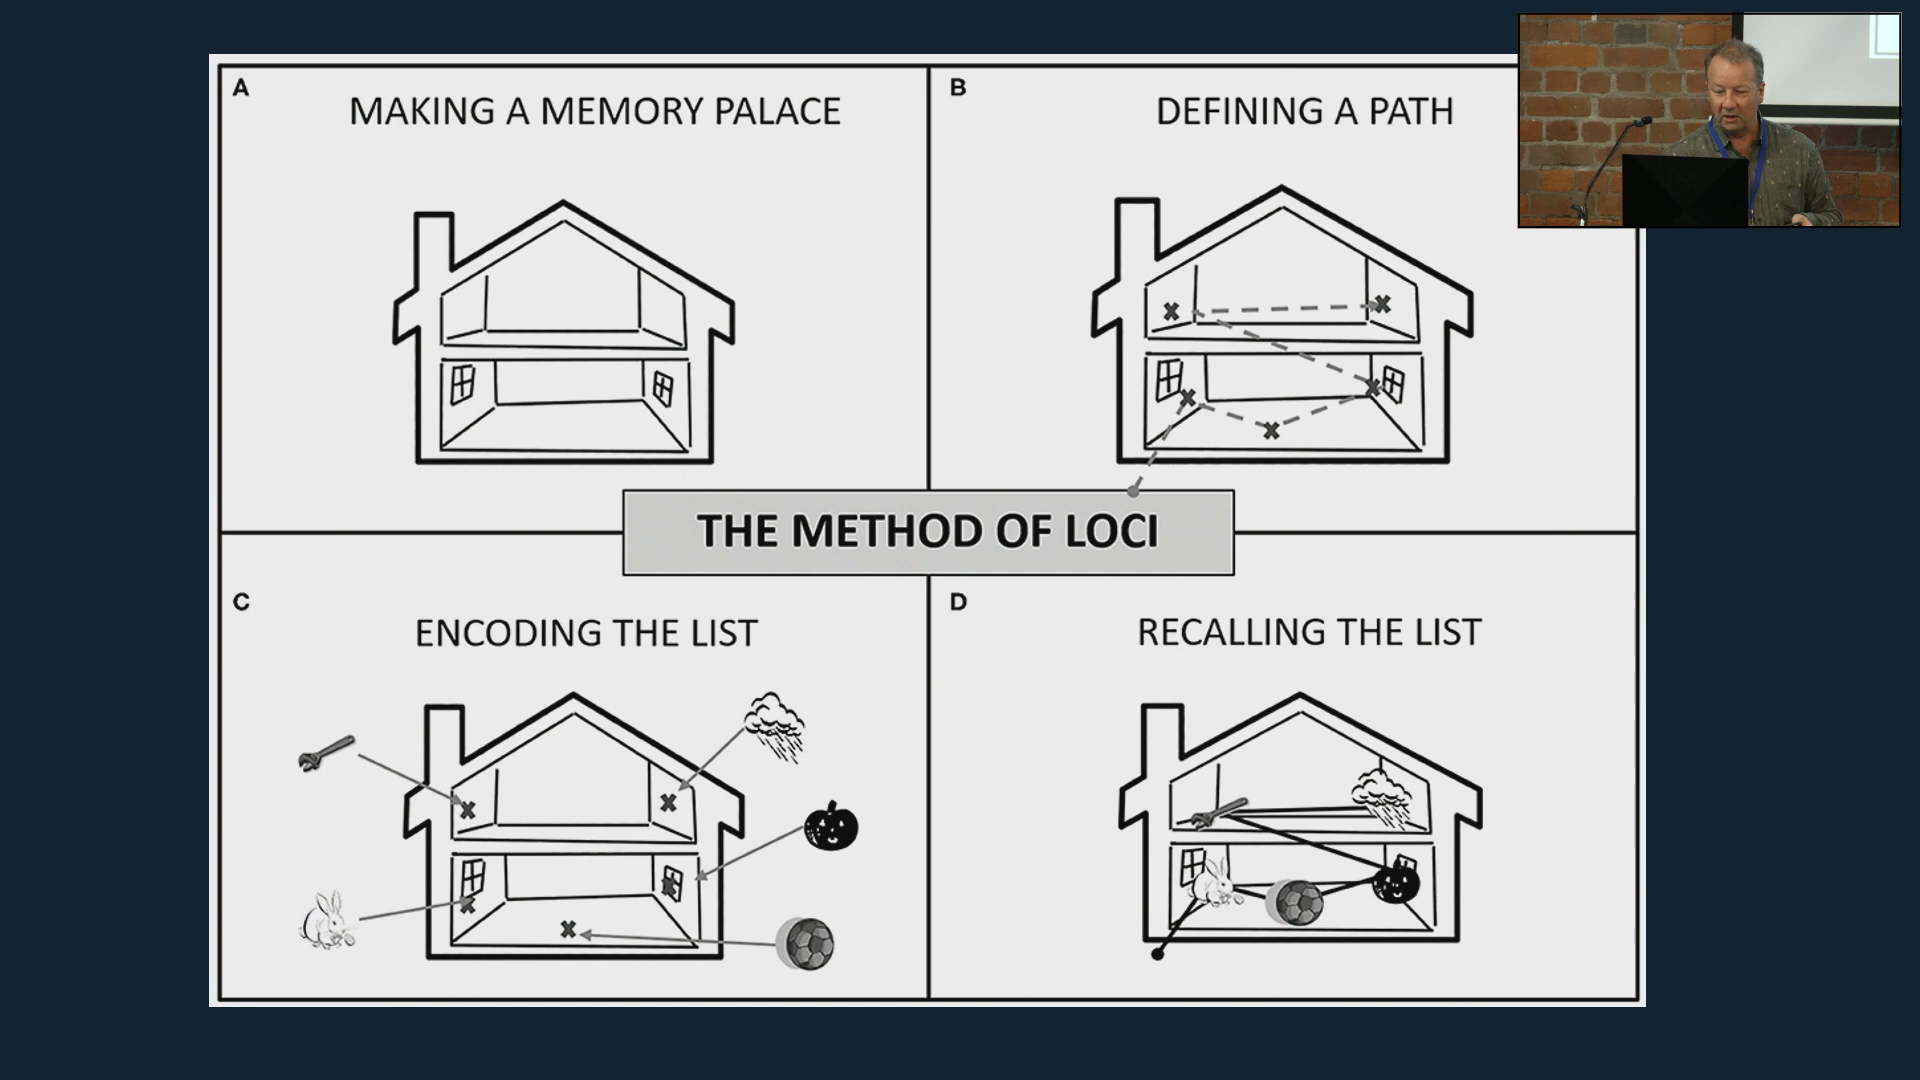 A
MAKING A MEMORY PALACE
B
DEFINING A PATH
THE METHOD OF LOCI
C
ENCODING THE LIST
D
RECALLING THE LIST